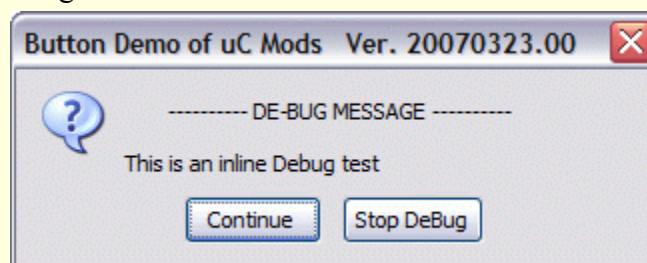 Button Demo of uC Mods Ver. 20070323.00
---------- DE-BUG MESSAGE ----------
This is an inline Debug test
Continue Stop DeBug